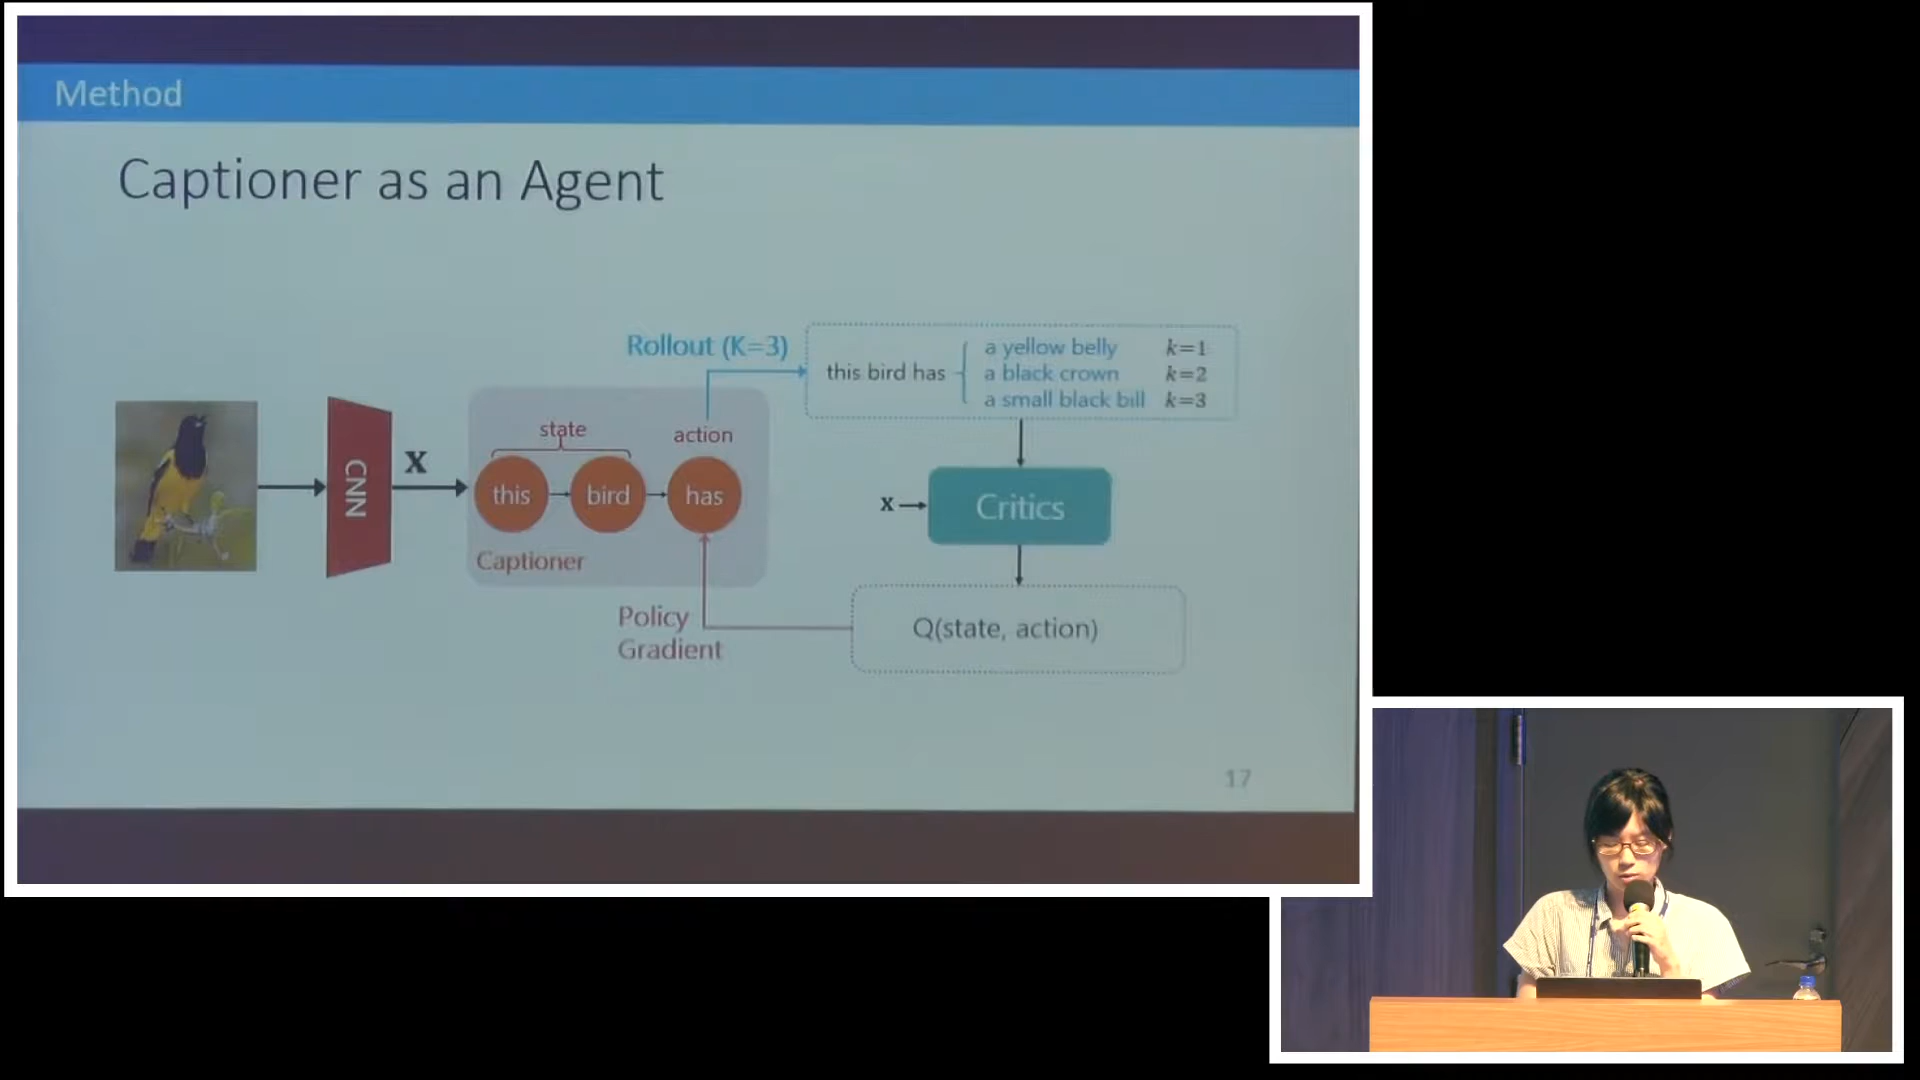 Method
Captioner as an Agent
Rollout (K=3)
this bird has
a yellow belly k=1
a black crown k=2
a small black bill k=3
CNN
x
state
action
this
bird
has
Captioner
x
Critics
Policy
Gradient
Q(state, action)
17